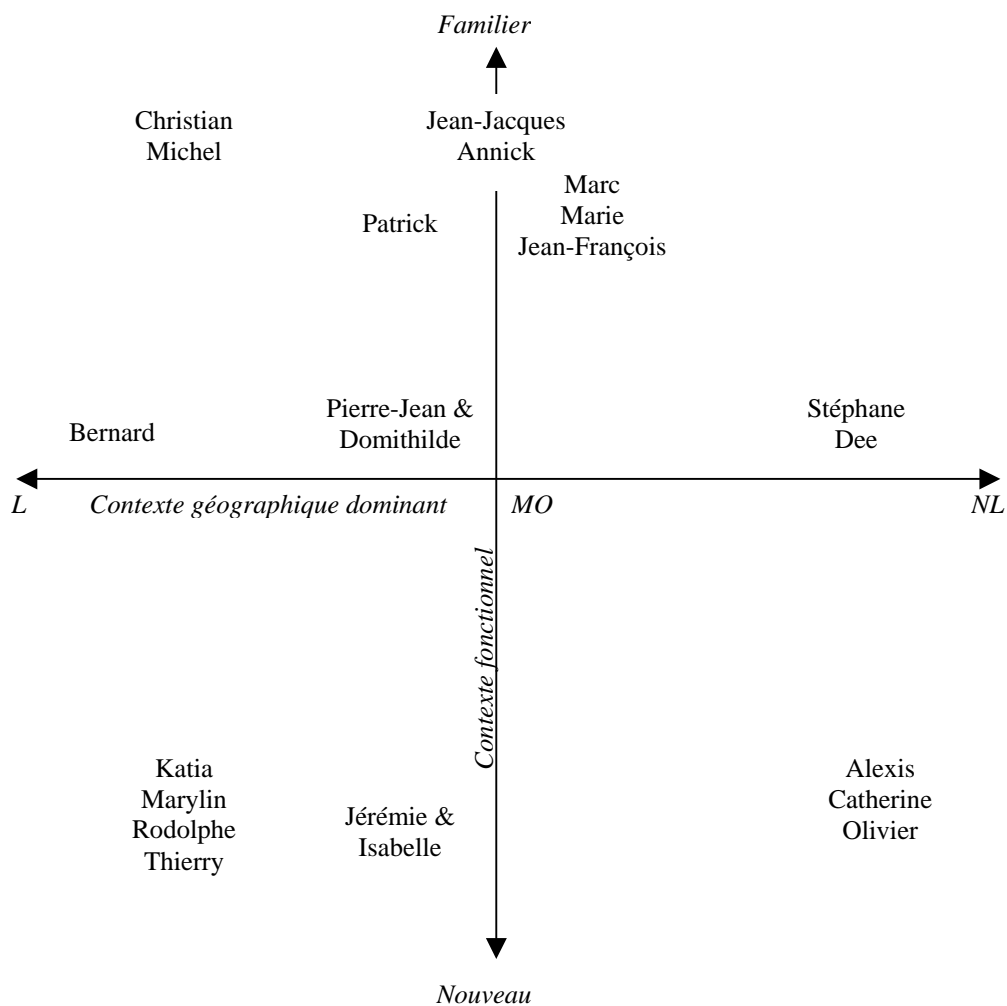 Familier
Christian
Michel
Jean-Jacques
Annick
Marc
Marie
Jean-François
Patrick
Bernard
Pierre-Jean &
Domithilde
Stéphane
Dee
L
Contexte géographique dominant
MO
NL
Contexte fonctionnel
Katia
Marylin
Rodolphe
Thierry
Jérémie &
Isabelle
Alexis
Catherine
Olivier
Nouveau